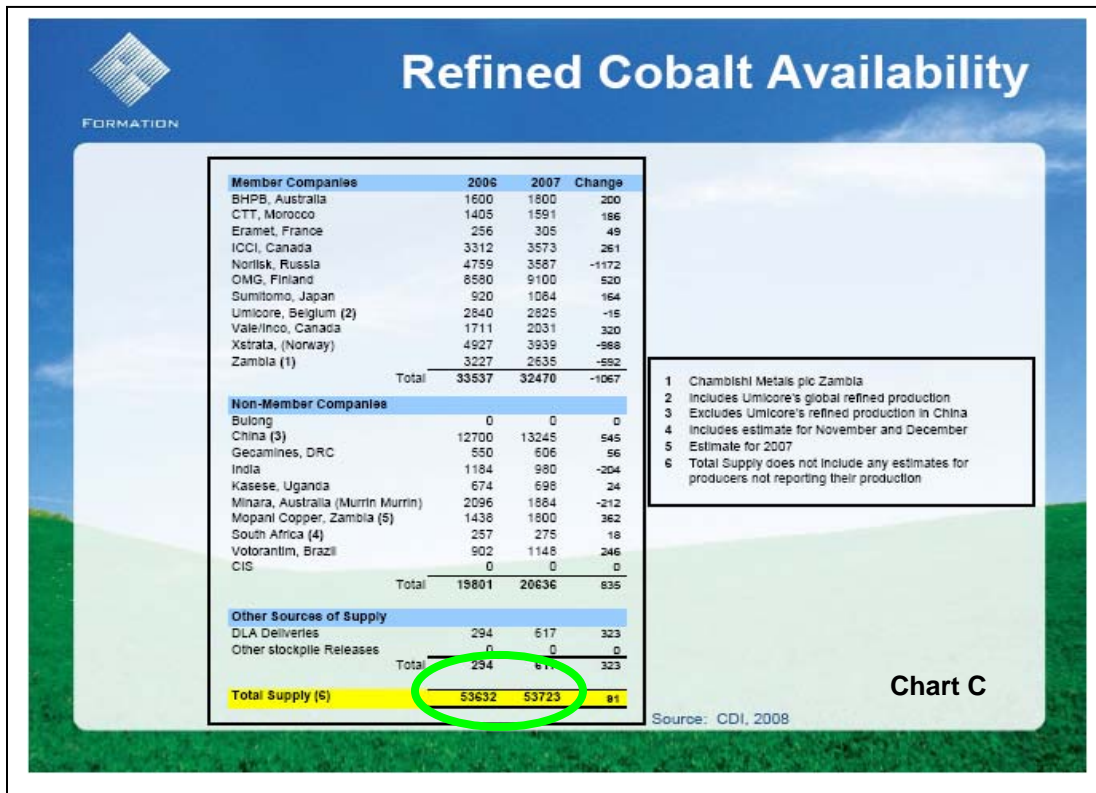 FORMATION
Refined Cobalt Availability
Member Companies 2006 2007 Change
BHPB, Australia 1600 1800 200
CTT, Morocco 1405 1591 186
Eramet, France 256 305 49
ICCI, Canada 3312 3573 261
Norilsk, Russia 4759 3587 -1172
OMG, Finland 8580 9100 520
Sumitomo, Japan 920 1084 164
Umicore, Belgium (2) 2840 2825 -15
Vale/Inco, Canada 1711 2031 320
Xstrata, (Norway) 4927 3939 -988
Zambia (1) 3227 2635 -592
Total 33537 32470 -1067
Non-Member Companies
Bulong 0 0 0
China (3) 12700 13245 545
Gecamines, DRC 550 606 56
India 1184 980 -204
Kasese, Uganda 674 698 24
Minara, Australia (Murrin Murrin) 2096 1884 -212
Mopani Copper, Zambia (5) 1438 1800 362
South Africa (4) 257 275 18
Votorantim, Brazil 902 1148 246
CIS 0 0 0
Total 19801 20636 835
Other Sources of Supply
DLA Deliveries 294 617 323
Other stockpile Releases 0 0 0
Total 294 617 323
Total Supply (6) 53632 53723 91
1 Chambishi Metals plc Zambia
2 Includes Umicore's global refined production
3 Excludes Umicore's refined production in China
4 Includes estimate for November and December
5 Estimate for 2007
6 Total Supply does not include any estimates for
producers not reporting their production
Chart C
Source: CDI, 2008